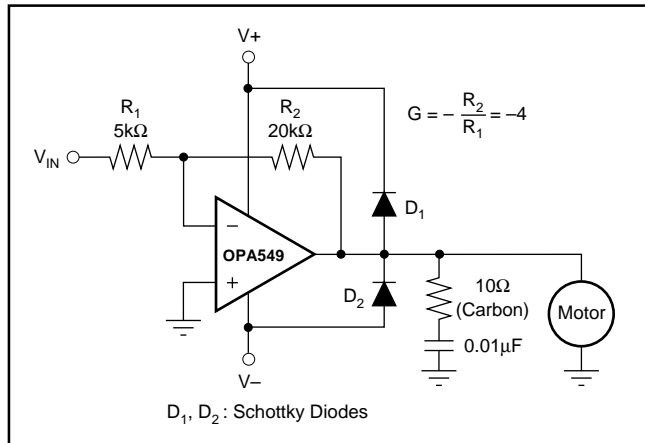 V+
R1
5kΩ
R2
20kΩ
G = – R2/R1 = –4
VIN
D1
–
OPA549
+
D2
10Ω
(Carbon)
0.01µF
Motor
V–
D1, D2 : Schottky Diodes